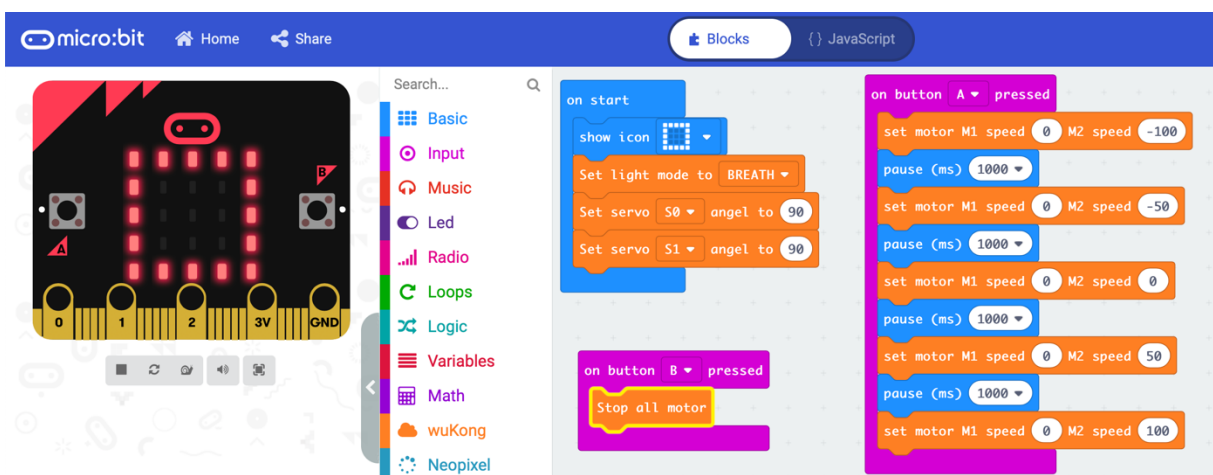 micro:bit Home Share Blocks {} JavaScript
Search...
Basic
Input
Music
Led
Radio
Loops
Logic
Variables
Math
wuKong
Neopixel
A
B
0 1 2 3V GND
on start
show icon
Set light mode to BREATH
Set servo S0 angel to 90
Set servo S1 angel to 90
on button B pressed
Stop all motor
on button A pressed
set motor M1 speed 0 M2 speed -100
pause (ms) 1000
set motor M1 speed 0 M2 speed -50
pause (ms) 1000
set motor M1 speed 0 M2 speed 0
pause (ms) 1000
set motor M1 speed 0 M2 speed 50
pause (ms) 1000
set motor M1 speed 0 M2 speed 100